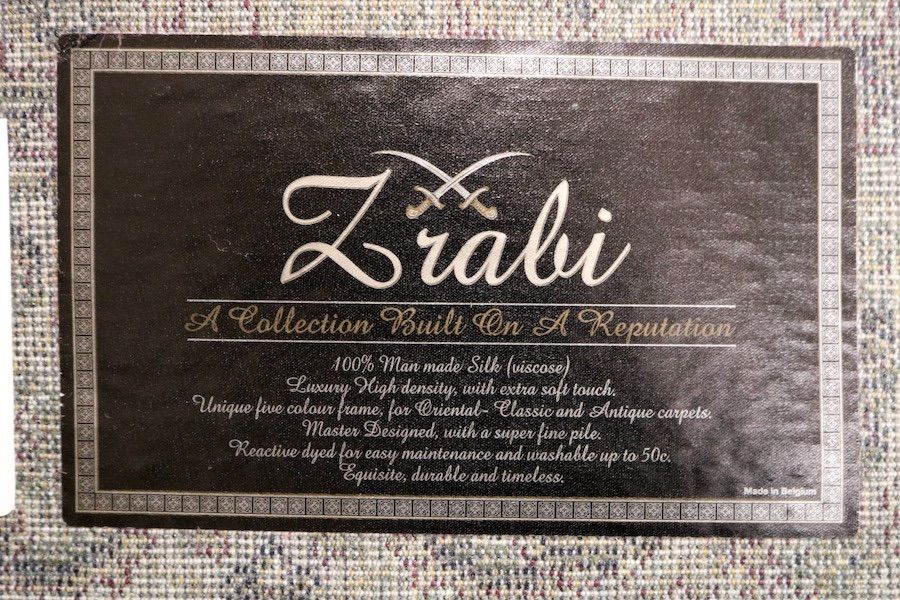 Zrabi
A Collection Built On A Reputation
100% Man made Silk (viscose)
Luxury High density, with extra soft touch.
Unique five colour frame, for Oriental- Classic and Antique carpets.
Master Designed, with a super fine pile.
Reactive dyed for easy maintenance and washable up to 50c.
Equisite, durable and timeless.
Made in Belgium